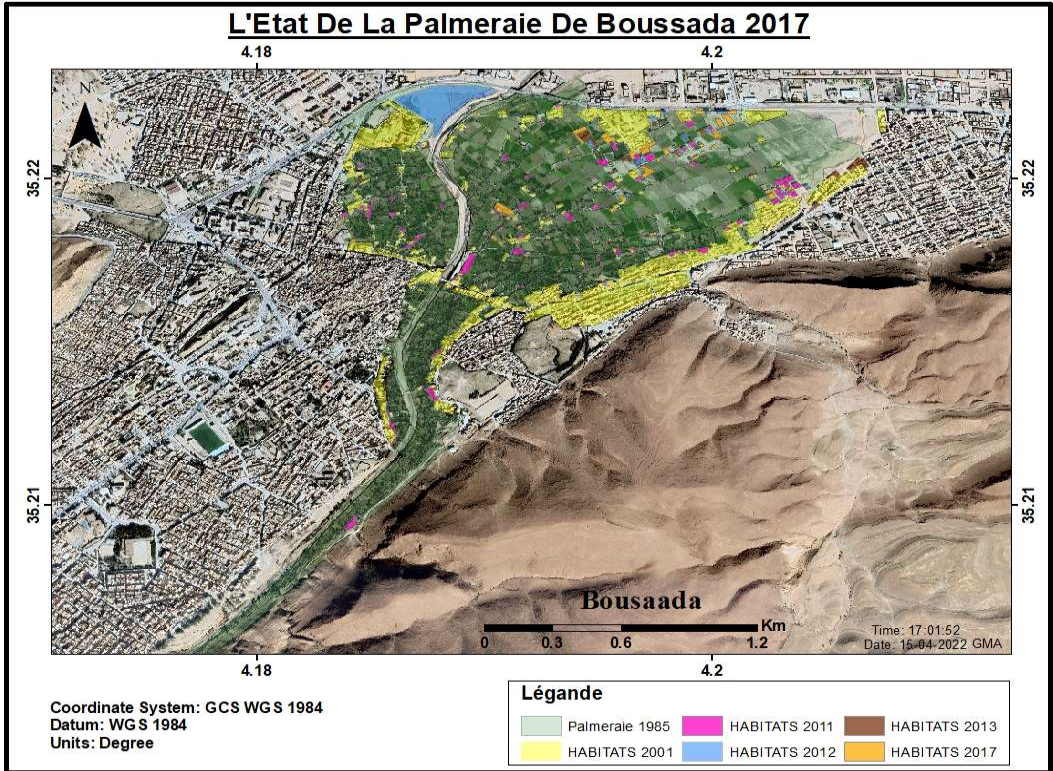 L'Etat De La Palmeraie De Boussada 2017
4.18 4.2
N
35.22 35.22
35.21 35.21
Bousaada
0 0.3 0.6 1.2 Km
Time: 17:01:52
Date: 15-04-2022 GMA
4.18 4.2
Coordinate System: GCS WGS 1984
Datum: WGS 1984
Units: Degree
Légande
Palmeraie 1985 HABITATS 2011 HABITATS 2013
HABITATS 2001 HABITATS 2012 HABITATS 2017